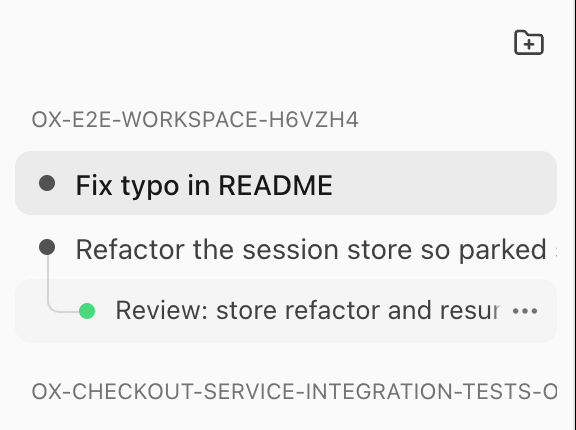 OX-E2E-WORKSPACE-H6VZH4
Fix typo in README
Refactor the session store so parked
Review: store refactor and resur
OX-CHECKOUT-SERVICE-INTEGRATION-TESTS-O